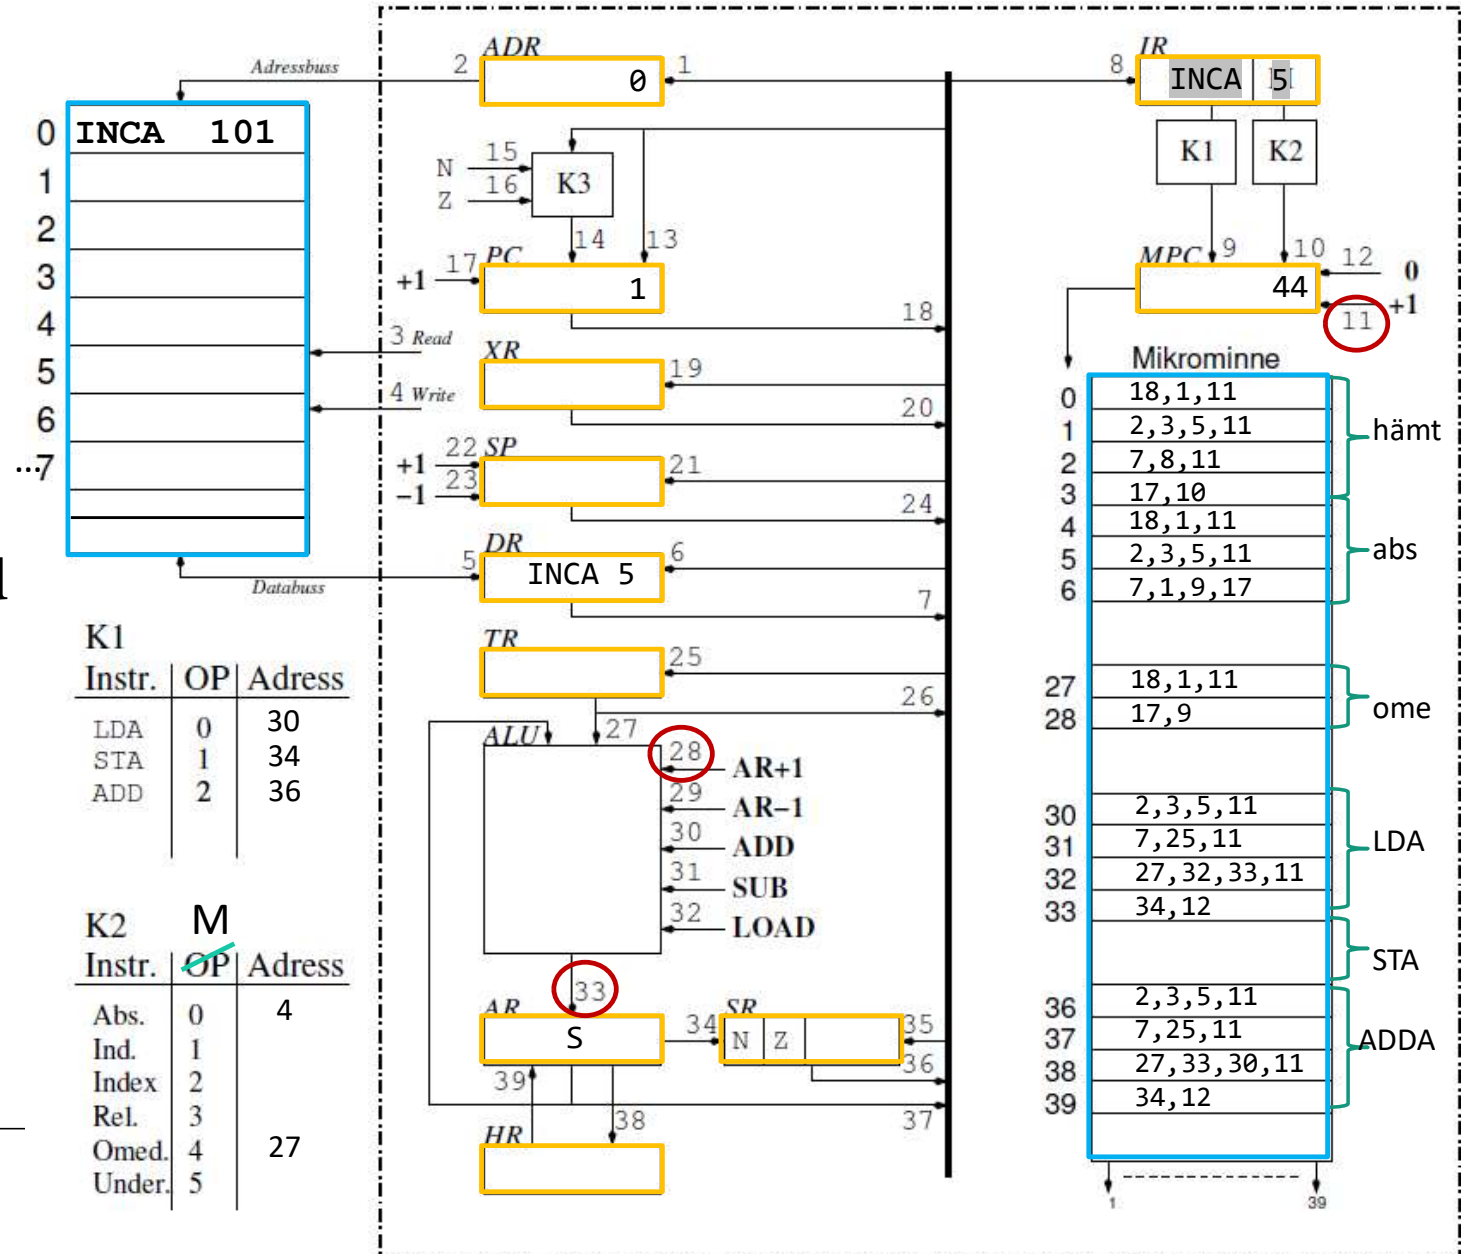 Adressbuss
0 INCA 101
1
2
3
4
5
6
...7
Databuss
2 ADR 1
0
N 15
Z 16
K3
14 13
+1 17 PC
1
18
3 Read
XR 19
20
4 Write
+1 22 SP 21
-1 23
24
5 DR 6
INCA 5
7
TR 25
26
27
ALU
28 AR+1
29 AR-1
30 ADD
31 SUB
32 LOAD
33
AR
S
34 SR 35
N Z
36
39
38 37
HR
8 IR
INCA 5
K1 K2
MPC 9 10 12 0
44
+1
11
Mikrominne
0 18,1,11
1 2,3,5,11
2 7,8,11
3 17,10
hämt
4 18,1,11
5 2,3,5,11
6 7,1,9,17
abs
27 18,1,11
28 17,9
ome
30 2,3,5,11
31 7,25,11
32 27,32,33,11
33 34,12
LDA
STA
36 2,3,5,11
37 7,25,11
38 27,33,30,11
39 34,12
ADDA
1 39
K1
Instr. OP Adress
LDA 0 30
STA 1 34
ADD 2 36
K2 M
Instr. OP Adress
Abs. 0 4
Ind. 1
Index 2
Rel. 3
Omed. 4 27
Under. 5